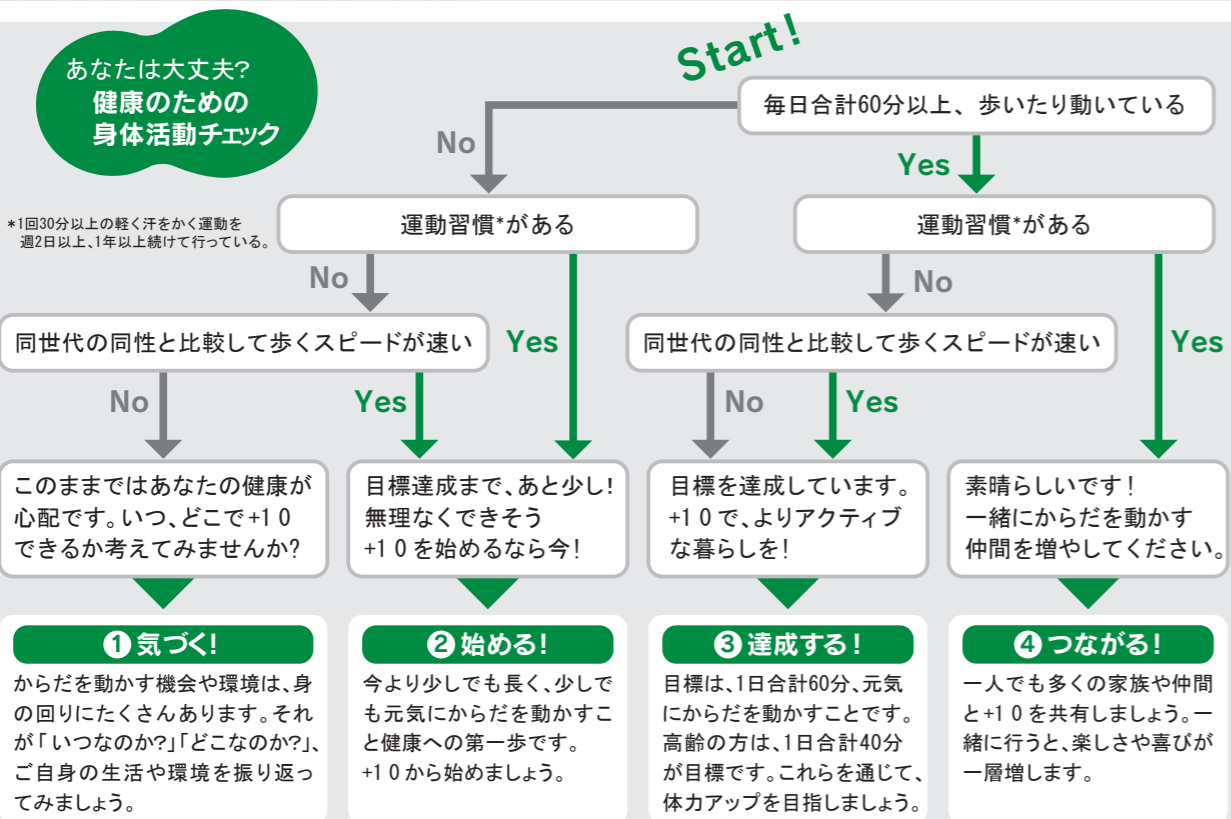 あなたは大丈夫?
健康のための
身体活動チェック
Start!
毎日合計60分以上、歩いたり動いている
No
Yes
*1回30分以上の軽く汗をかく運動を
週2日以上、1年以上続けて行っている。
運動習慣*がある
運動習慣*がある
No
No
同世代の同性と比較して歩くスピードが速い
Yes
同世代の同性と比較して歩くスピードが速い
Yes
No
Yes
No
Yes
このままではあなたの健康が
心配です。いつ、どこで+10
できるか考えてみませんか?
目標達成まで、あと少し!
無理なくできそう
+10を始めるなら今!
目標を達成しています。
+10で、よりアクティブ
な暮らしを!
素晴らしいです!
一緒にからだを動かす
仲間を増やしてください。
❶気づく!
からだを動かす機会や環境は、身
の回りにたくさんあります。それ
が「いつなのか?」「どこなのか?」、
ご自身の生活や環境を振り返っ
てみましょう。
❷始める!
今より少しでも長く、少しで
も元気にからだを動かすこ
と健康への第一歩です。
+10から始めましょう。
❸達成する!
目標は、1日合計60分、元気
にからだを動かすことです。
高齢の方は、1日合計40分
が目標です。これらを通じて、
体力アップを目指しましょう。
❹つながる!
一人でも多くの家族や仲間
と+10を共有しましょう。一
緒に行うと、楽しさや喜びが
一層増します。